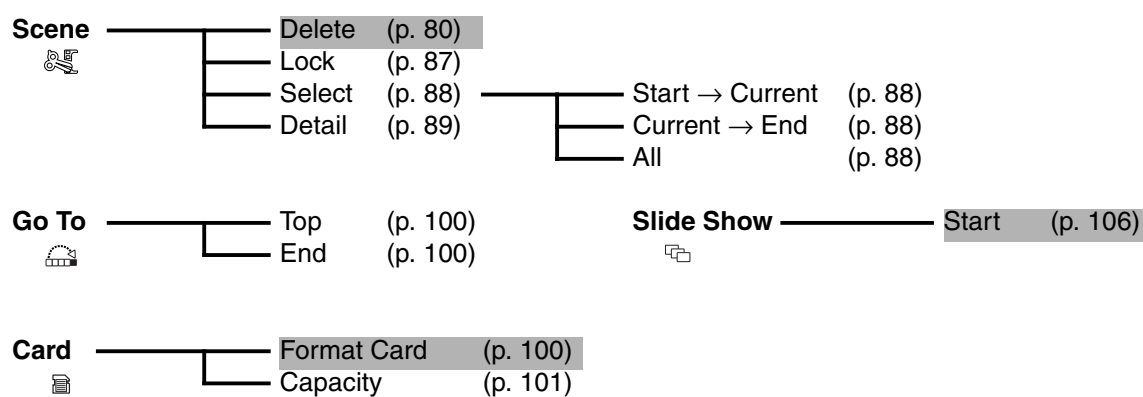 Scene Delete (p. 80)
Lock (p. 87)
Select (p. 88) Start → Current (p. 88)
Detail (p. 89) Current → End (p. 88)
All (p. 88)
Go To Top (p. 100) Slide Show Start (p. 106)
End (p. 100)
Card Format Card (p. 100)
Capacity (p. 101)